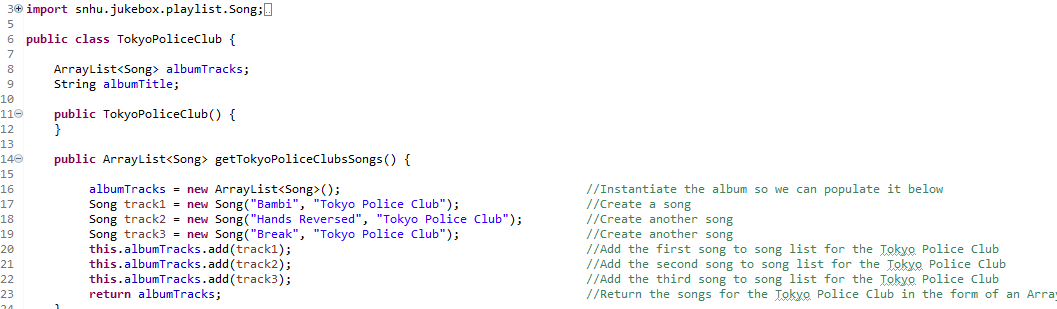 3 import snhu.jukebox.playlist.Song;
5
6 public class TokyoPoliceClub {
7
8 ArrayList<Song> albumTracks;
9 String albumTitle;
10
11 public TokyoPoliceClub() {
12 }
13
14 public ArrayList<Song> getTokyoPoliceClubsSongs() {
15
16 albumTracks = new ArrayList<Song>(); //Instantiate the album so we can populate it below
17 Song track1 = new Song("Bambi", "Tokyo Police Club"); //Create a song
18 Song track2 = new Song("Hands Reversed", "Tokyo Police Club"); //Create another song
19 Song track3 = new Song("Break", "Tokyo Police Club"); //Create another song
20 this.albumTracks.add(track1); //Add the first song to song list for the Tokyo Police Club
21 this.albumTracks.add(track2); //Add the second song to song list for the Tokyo Police Club
22 this.albumTracks.add(track3); //Add the third song to song list for the Tokyo Police Club
23 return albumTracks; //Return the songs for the Tokyo Police Club in the form of an Array